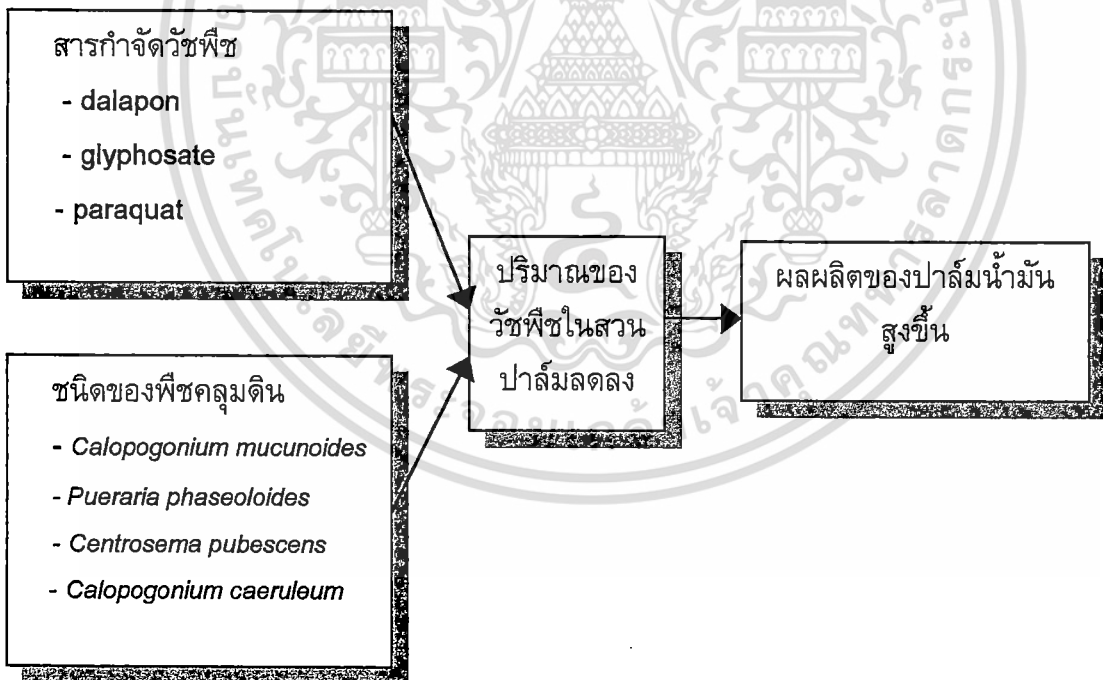 สารกำจัดวัชพืช
- dalapon
- glyphosate
- paraquat
ชนิดของพืชคลุมดิน
- Calopogonium mucunoides
- Pueraria phaseoloides
- Centrosema pubescens
- Calopogonium caeruleum
ปริมาณของ
วัชพืชในสวน
ปาล์มลดลง
ผลผลิตของปาล์มน้ำมัน
สูงขึ้น